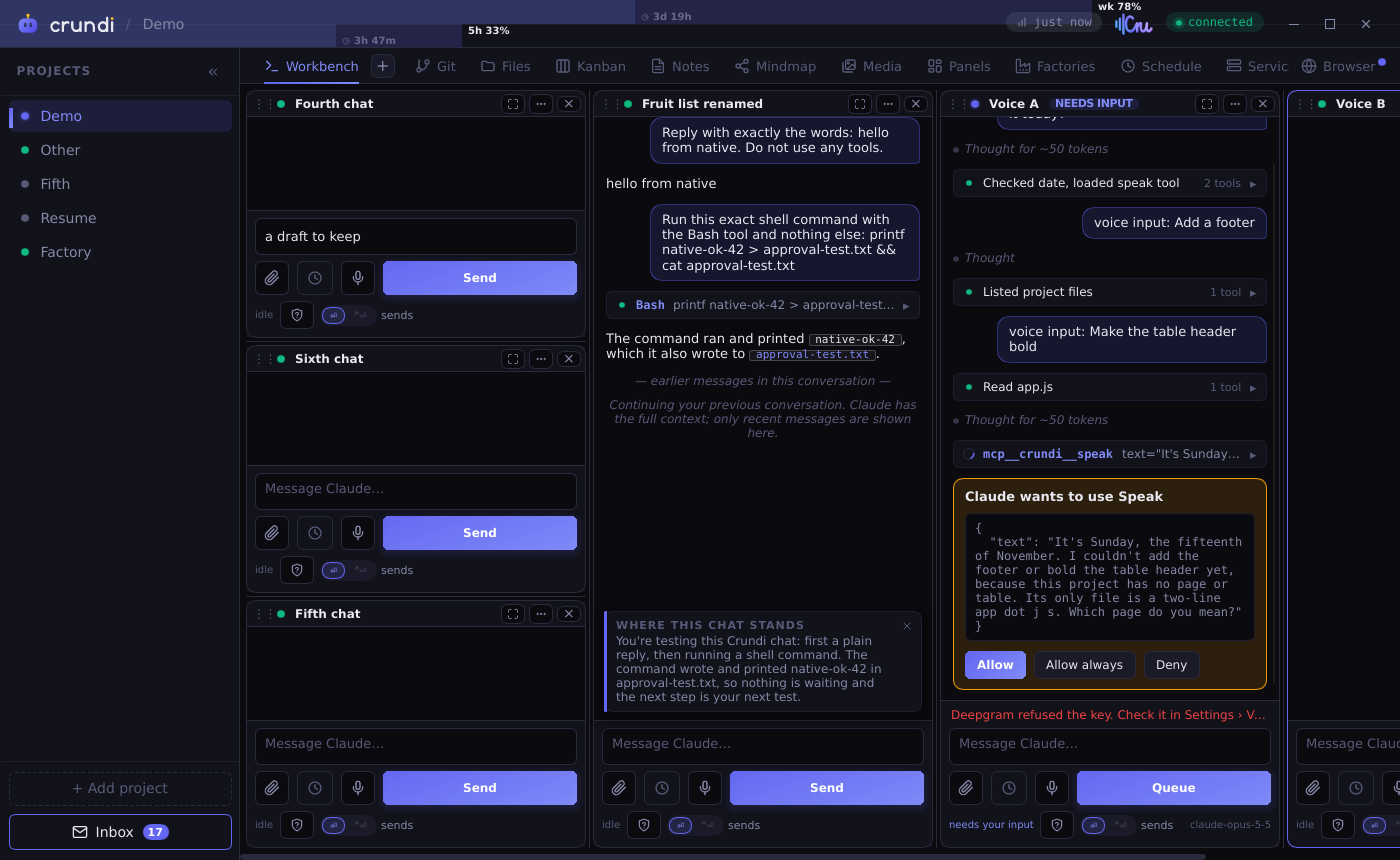 crundi / Demo
3d 19h
3h 47m
5h 33%
wk 78%
just now
Cru
connected
PROJECTS
«
Demo
Other
Fifth
Resume
Factory
+ Add project
Inbox 17
Workbench
+
Git
Files
Kanban
Notes
Mindmap
Media
Panels
Factories
Schedule
Servic
Browser
Fourth chat
a draft to keep
Send
idle
sends
Sixth chat
Message Claude...
Send
idle
sends
Fifth chat
Message Claude...
Send
idle
sends
Fruit list renamed
Reply with exactly the words: hello
from native. Do not use any tools.
hello from native
Run this exact shell command with
the Bash tool and nothing else: printf
native-ok-42 > approval-test.txt &&
cat approval-test.txt
Bash printf native-ok-42 > approval-test...
The command ran and printed native-ok-42,
which it also wrote to approval-test.txt.
— earlier messages in this conversation —
Continuing your previous conversation. Claude has
the full context; only recent messages are shown
here.
WHERE THIS CHAT STANDS
You're testing this Crundi chat: first a plain
reply, then running a shell command. The
command wrote and printed native-ok-42 in
approval-test.txt, so nothing is waiting and
the next step is your next test.
Message Claude...
Send
idle
sends
Voice A NEEDS INPUT
Thought for ~50 tokens
Checked date, loaded speak tool 2 tools
voice input: Add a footer
Thought
Listed project files 1 tool
voice input: Make the table header
bold
Read app.js 1 tool
Thought for ~50 tokens
mcp__crundi__speak text="It's Sunday...
Claude wants to use Speak
{
"text": "It's Sunday, the fifteenth
of November. I couldn't add the
footer or bold the table header yet,
because this project has no page or
table. Its only file is a two-line
app dot j s. Which page do you mean?"
}
Allow
Allow always
Deny
Deepgram refused the key. Check it in Settings › V...
Message Claude...
Queue
needs your input
sends
claude-opus-5-5
Voice B
Message Clau
idle